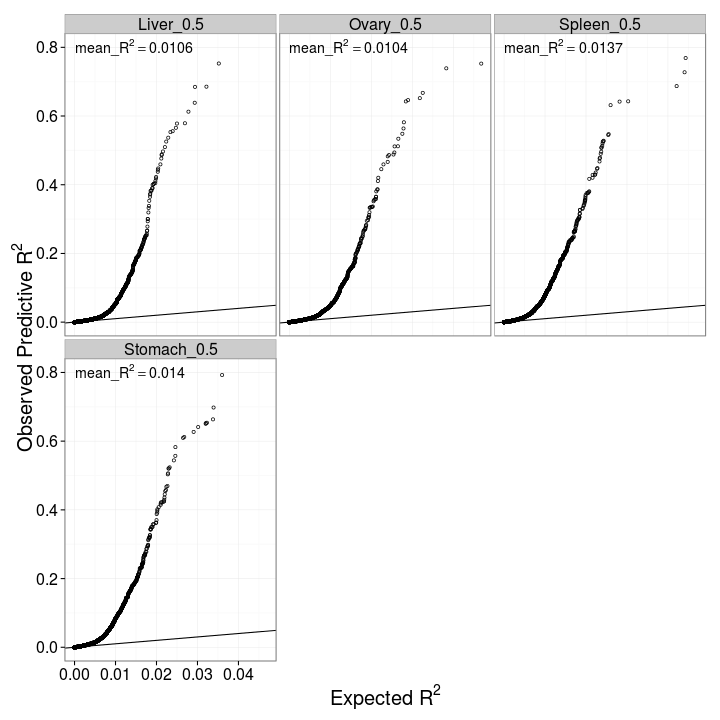 Liver_0.5
Ovary_0.5
Spleen_0.5
mean_R² = 0.0106
mean_R² = 0.0104
mean_R² = 0.0137
0.8
0.6
0.4
0.2
0.0
Observed Predictive R²
Stomach_0.5
mean_R² = 0.014
0.8
0.6
0.4
0.2
0.0
0.00 0.01 0.02 0.03 0.04
Expected R²